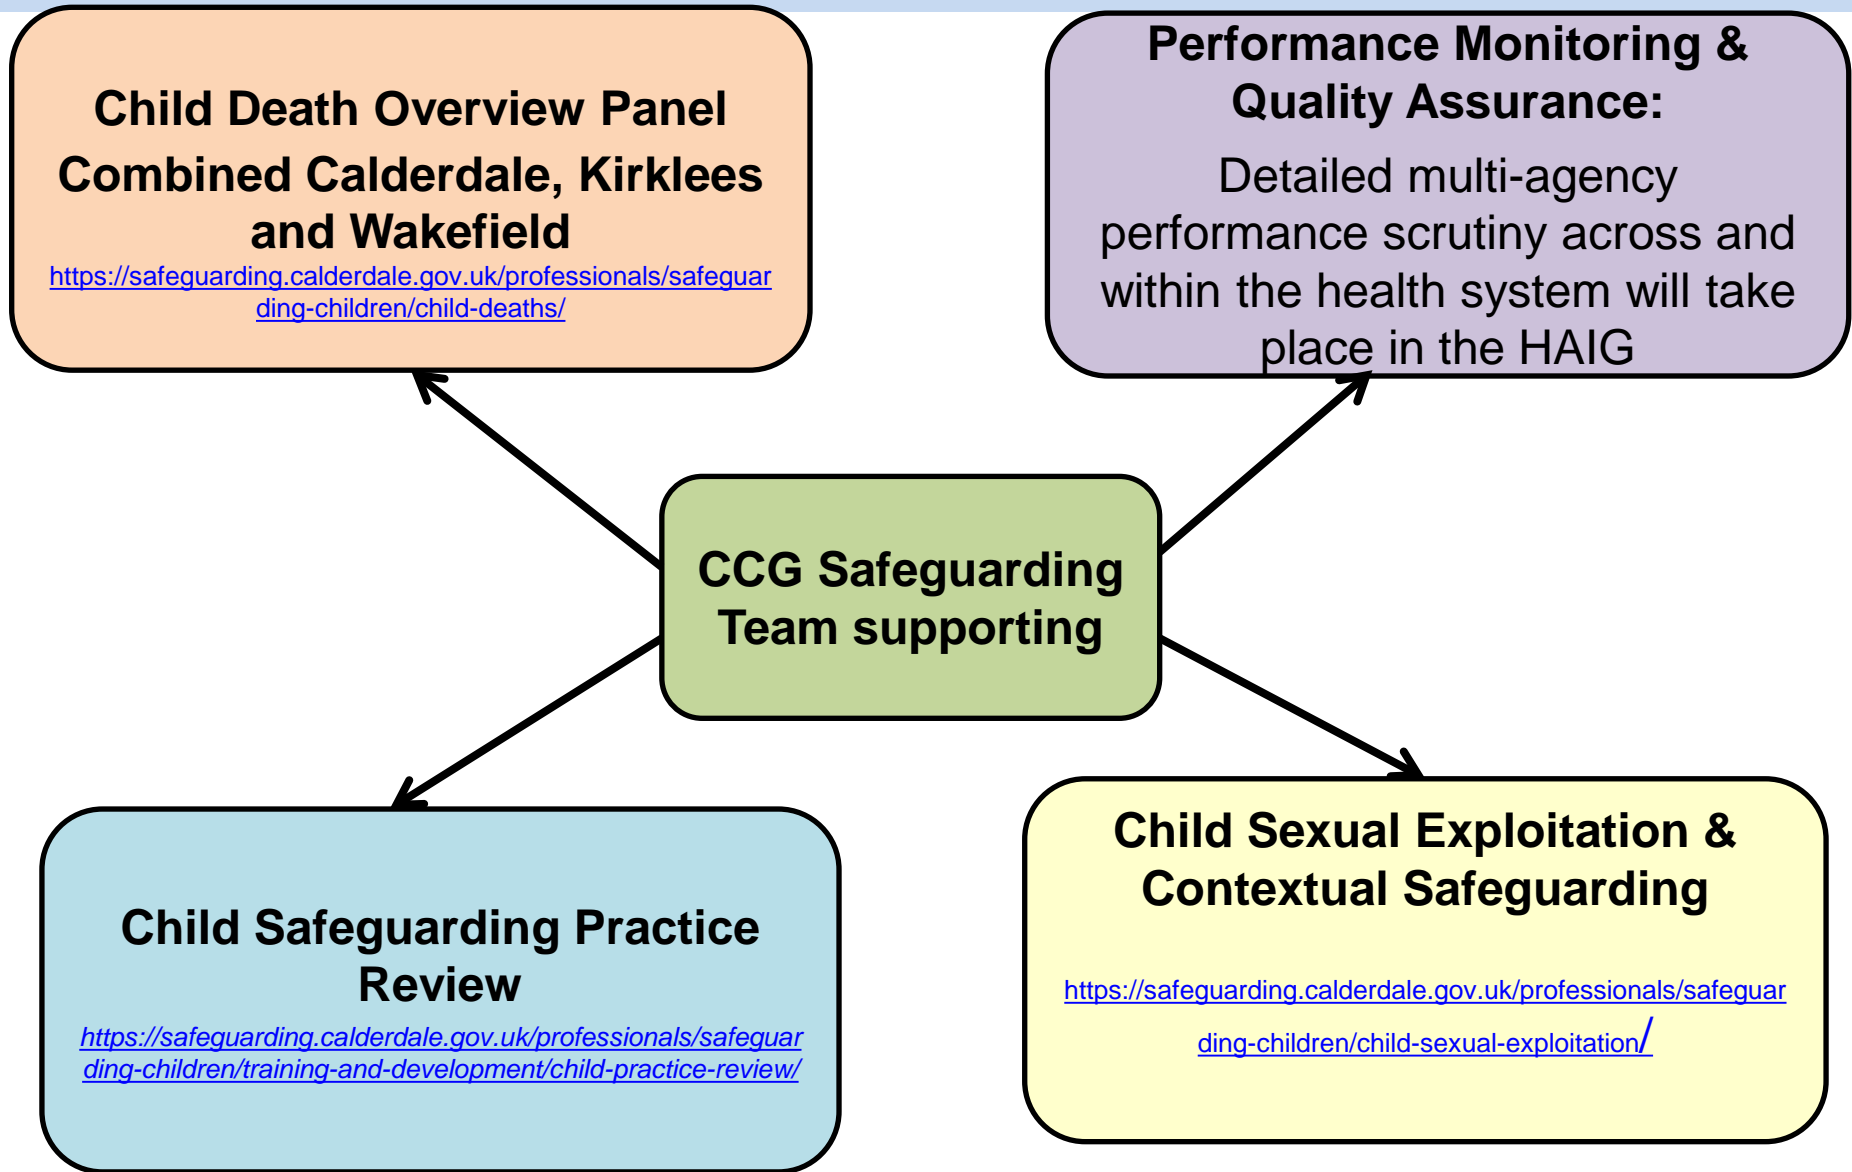 Child Death Overview Panel
Combined Calderdale, Kirklees
and Wakefield
https://safeguarding.calderdale.gov.uk/professionals/safeguar
ding-children/child-deaths/
Performance Monitoring &
Quality Assurance:
Detailed multi-agency
performance scrutiny across and
within the health system will take
place in the HAIG
CCG Safeguarding
Team supporting
Child Safeguarding Practice
Review
https://safeguarding.calderdale.gov.uk/professionals/safeguar
ding-children/training-and-development/child-practice-review/
Child Sexual Exploitation &
Contextual Safeguarding
https://safeguarding.calderdale.gov.uk/professionals/safeguar
ding-children/child-sexual-exploitation/